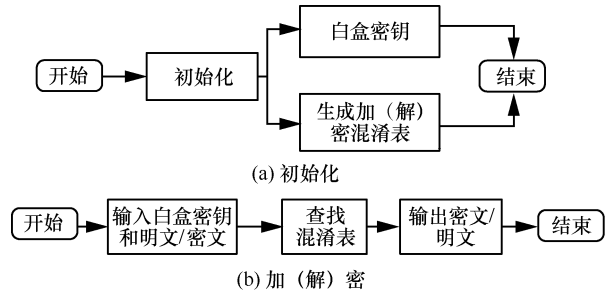 开始
初始化
白盒密钥
生成加（解）
密混淆表
结束
(a) 初始化
开始
输入白盒密钥
和明文/密文
查找
混淆表
输出密文/
明文
结束
(b) 加（解）密